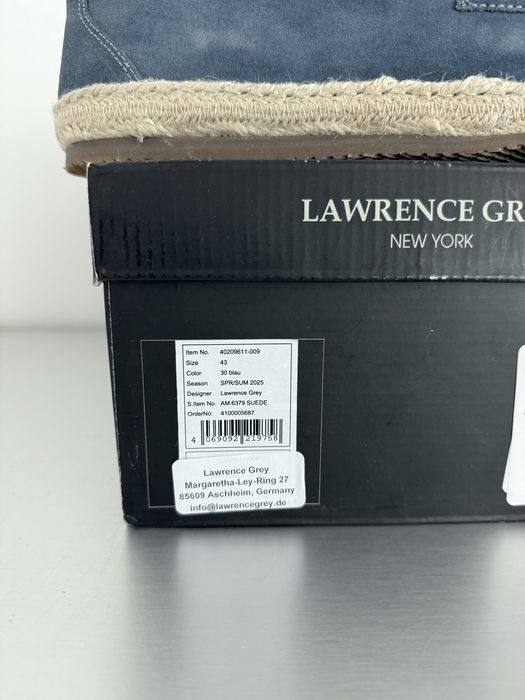 LAWRENCE GR
NEW YORK
Item No. 40209611-009
Size 43
Color 30 blau
Season SPR/SUM 2025
Designer Lawrence Grey
S.Item No. AM 6379 SUEDE
OrderNo: 4100005687
4 069092 219758
Lawrence Grey
Margaretha-Ley-Ring 27
85609 Aschheim, Germany
info@lawrencegrey.de